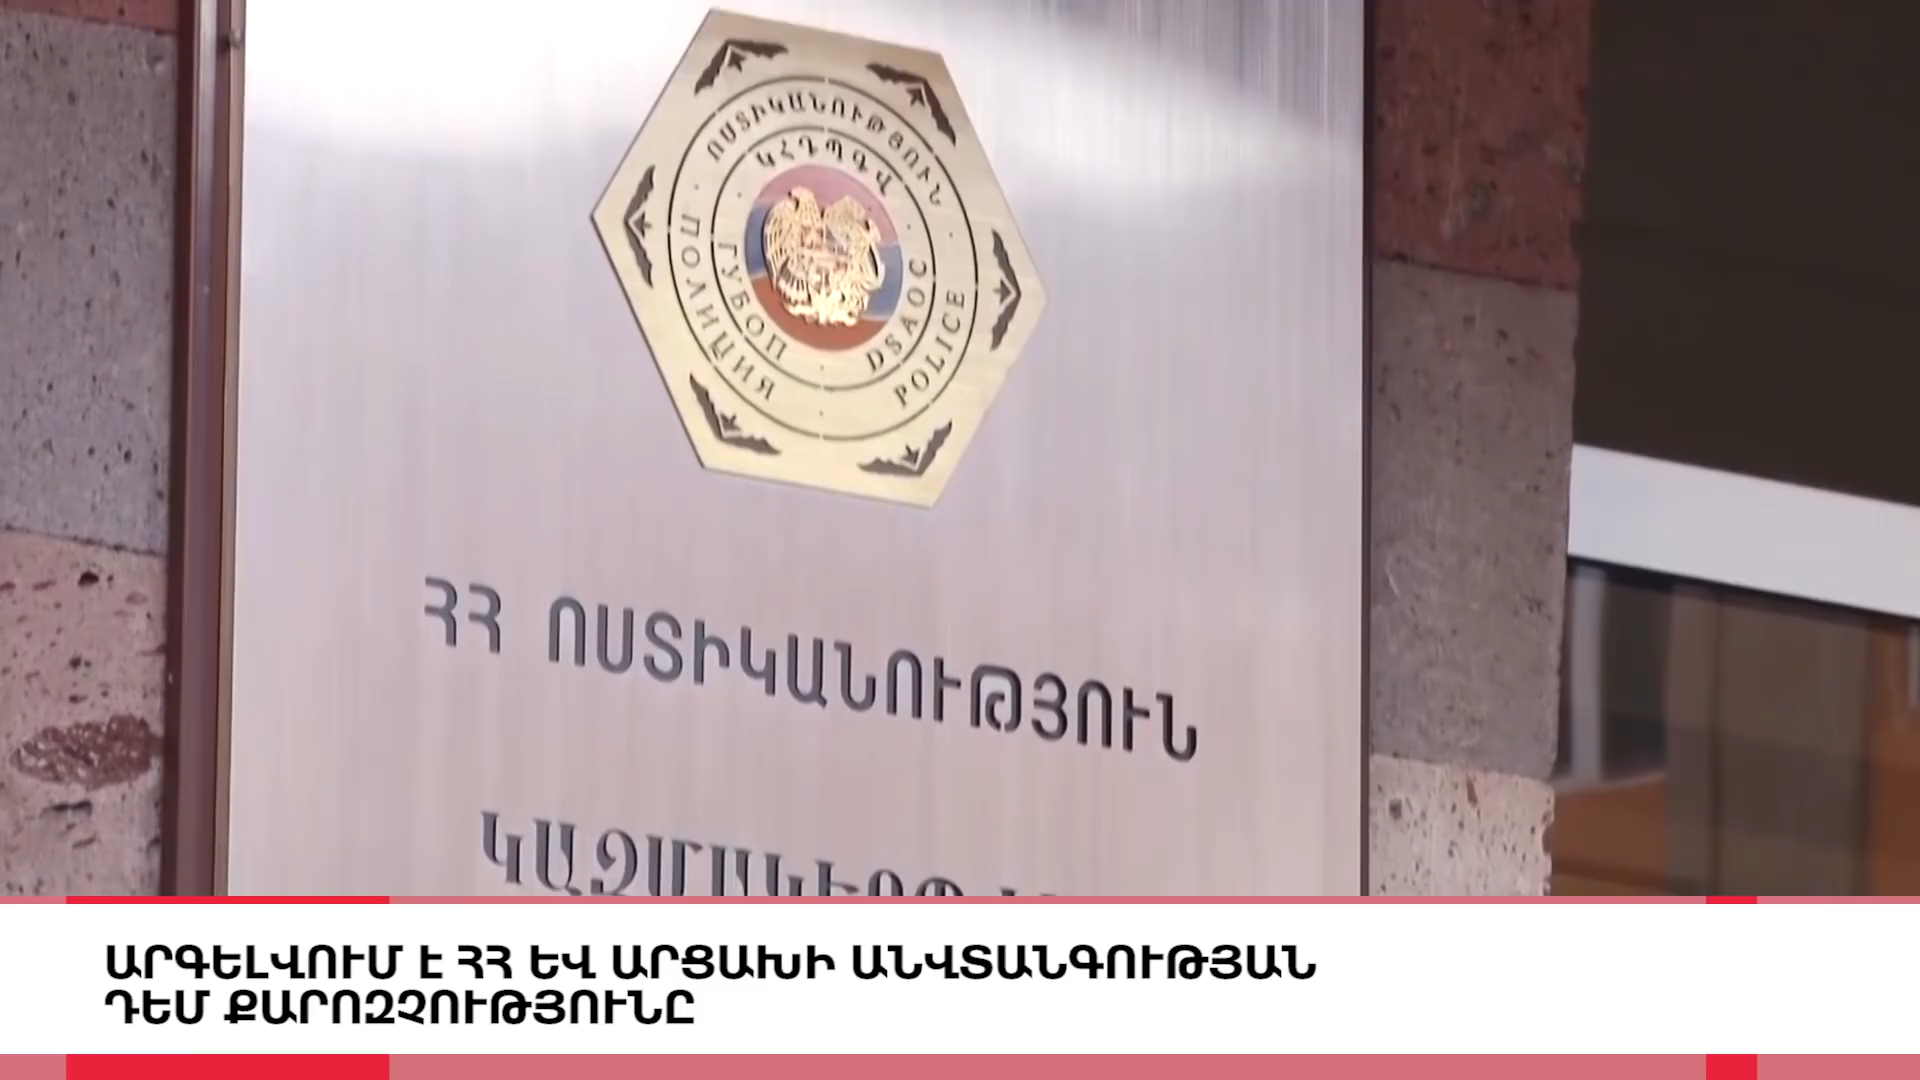 ՈՍՏԻԿԱՆՈՒԹՅՈՒՆ
ԿՀԴՊԳՎ
ПОЛИЦИЯ
ГУБОП
DSAOC
POLICE
ՀՀ ՈՍՏԻԿԱՆՈՒԹՅՈՒՆ
ԱՐԳԵԼՎՈՒՄ Է ՀՀ ԵՎ ԱՐՑԱԽԻ ԱՆՎՏԱՆԳՈՒԹՅԱՆ
ԴԵՄ ՔԱՐՈԶՉՈՒԹՅՈՒՆԸ